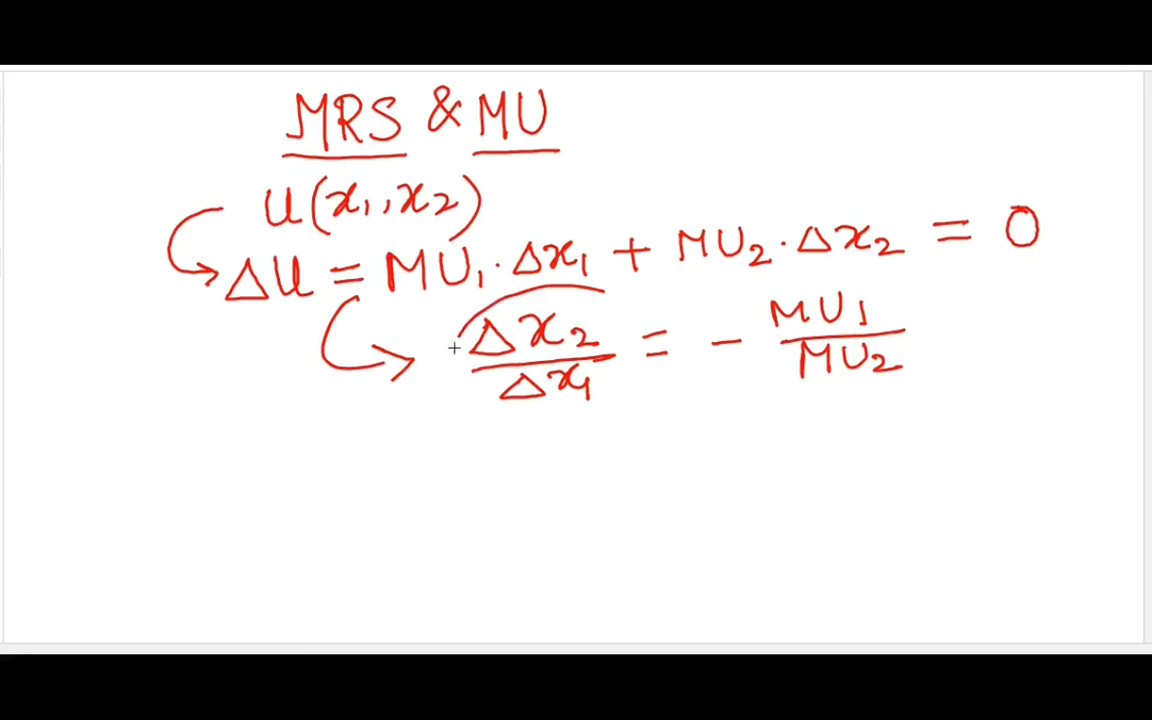 MRS & MU
U(x₁,x₂)
ΔU = MU₁·Δx₁ + MU₂·Δx₂ = 0
Δx₂/Δx₁ = - MU₁/MU₂